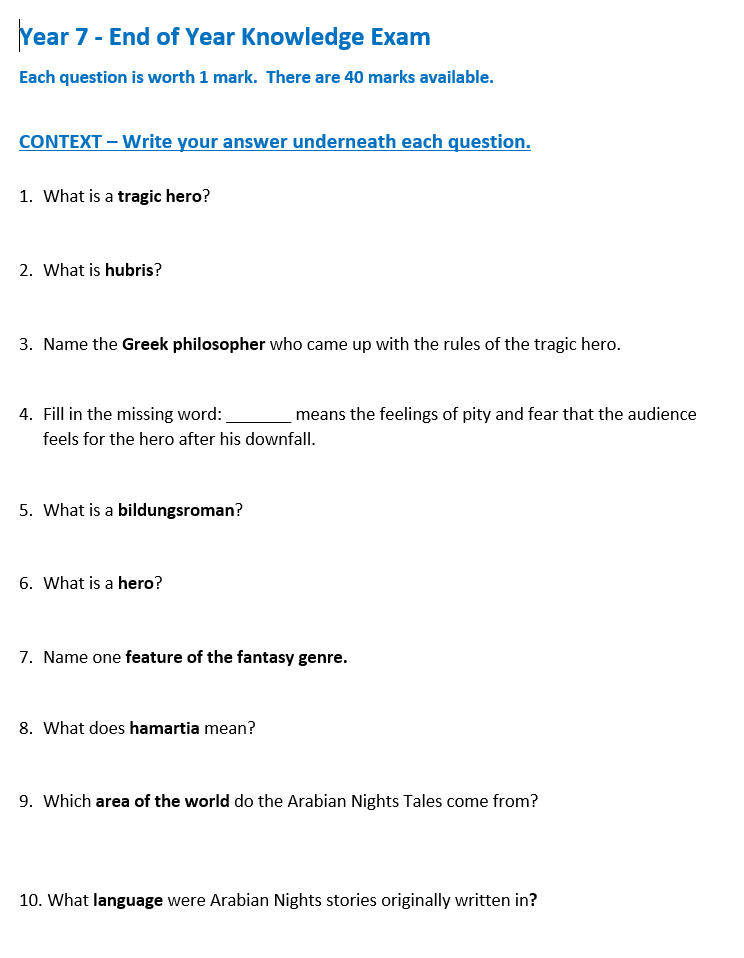 Year 7 - End of Year Knowledge Exam
Each question is worth 1 mark.  There are 40 marks available.
CONTEXT – Write your answer underneath each question.
1. What is a tragic hero?
2. What is hubris?
3. Name the Greek philosopher who came up with the rules of the tragic hero.
4. Fill in the missing word: _______ means the feelings of pity and fear that the audience
feels for the hero after his downfall.
5. What is a bildungsroman?
6. What is a hero?
7. Name one feature of the fantasy genre.
8. What does hamartia mean?
9. Which area of the world do the Arabian Nights Tales come from?
10. What language were Arabian Nights stories originally written in?